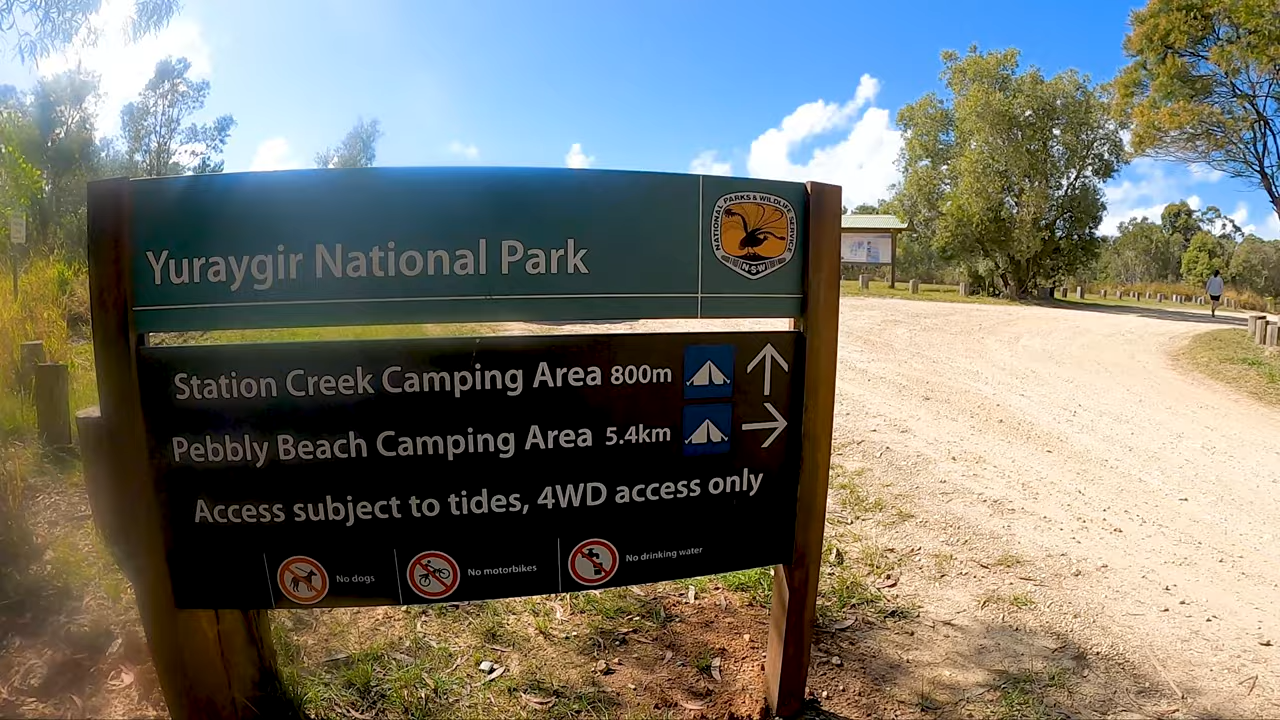 Yuraygir National Park
NATIONAL PARKS & WILDLIFE SERVICE
N·S·W
Station Creek Camping Area 800m
Pebbly Beach Camping Area 5.4km
Access subject to tides, 4WD access only
No dogs
No motorbikes
No drinking water